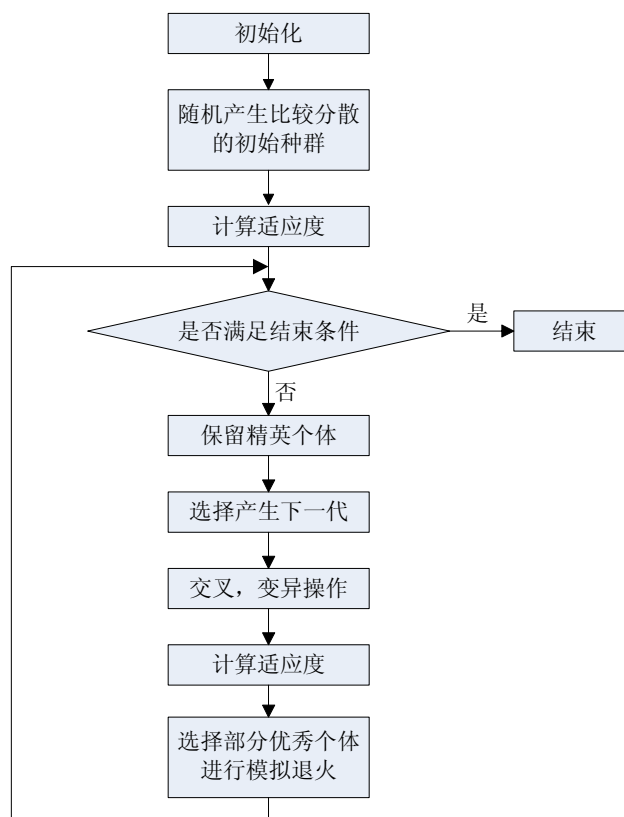 初始化
随机产生比较分散
的初始种群
计算适应度
是否满足结束条件
是
结束
否
保留精英个体
选择产生下一代
交叉，变异操作
计算适应度
选择部分优秀个体
进行模拟退火